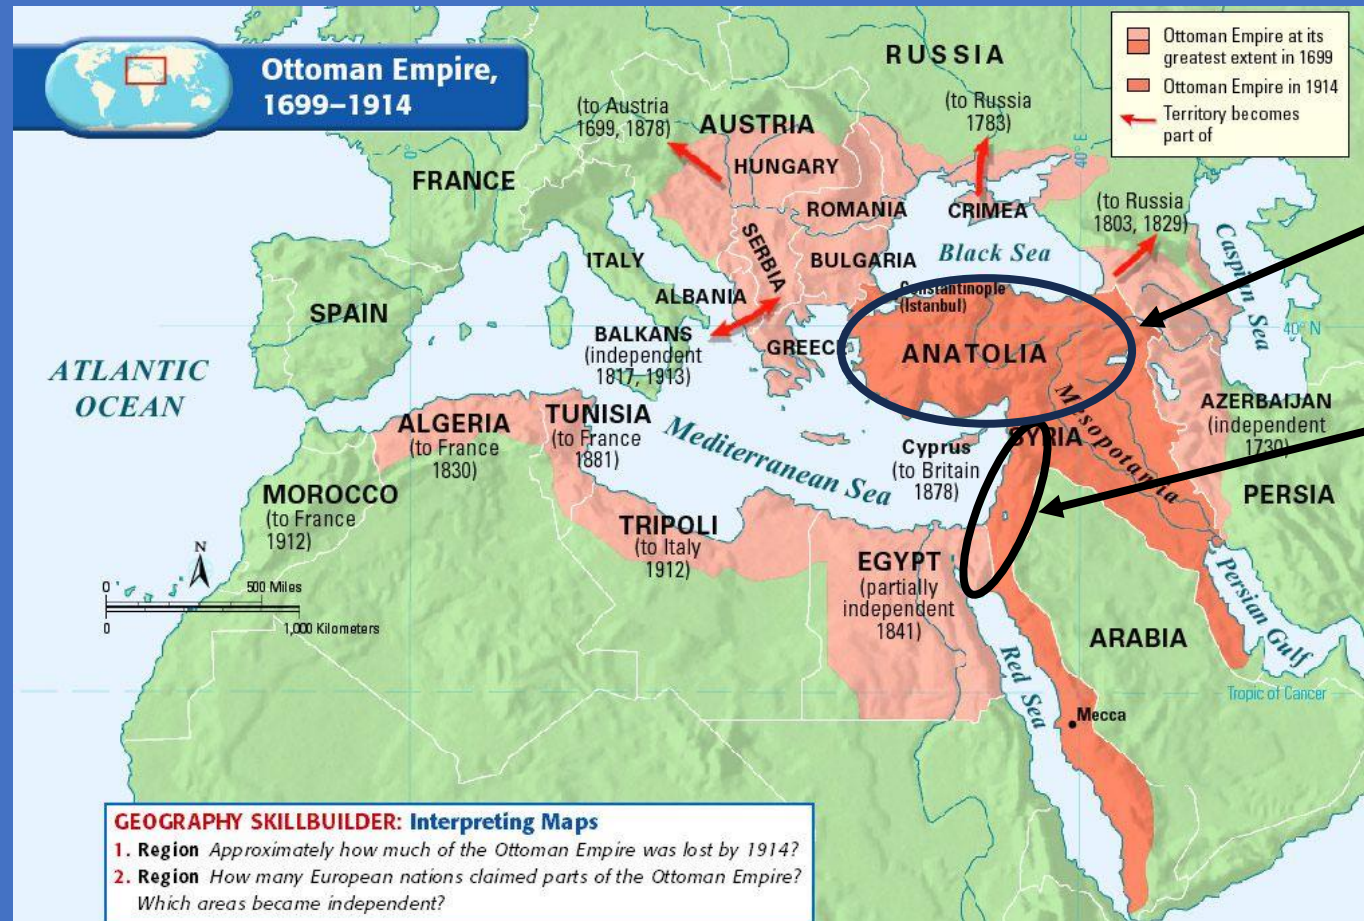 Ottoman Empire,
1699–1914
Ottoman Empire at its
greatest extent in 1699
Ottoman Empire in 1914
Territory becomes
part of
RUSSIA
(to Austria
1699, 1878)
(to Russia
1783)
AUSTRIA
HUNGARY
FRANCE
0°
40° E
ROMANIA
CRIMEA
(to Russia
1803, 1829)
SERBIA
BULGARIA
Black Sea
Caspian Sea
ITALY
ALBANIA
Constantinople
(Istanbul)
SPAIN
BALKANS
(independent
1817, 1913)
GREECE
ANATOLIA
40° N
ATLANTIC
OCEAN
ALGERIA
(to France
1830)
TUNISIA
(to France
1881)
Mediterranean Sea
Cyprus
(to Britain
1878)
SYRIA
Mesopotamia
AZERBAIJAN
(independent
1730)
PERSIA
MOROCCO
(to France
1912)
TRIPOLI
(to Italy
1912)
EGYPT
(partially
independent
1841)
Persian Gulf
ARABIA
Red Sea
Tropic of Cancer
Mecca
N
0
500 Miles
0
1,000 Kilometers
GEOGRAPHY SKILLBUILDER: Interpreting Maps
1. Region Approximately how much of the Ottoman Empire was lost by 1914?
2. Region How many European nations claimed parts of the Ottoman Empire?
Which areas became independent?